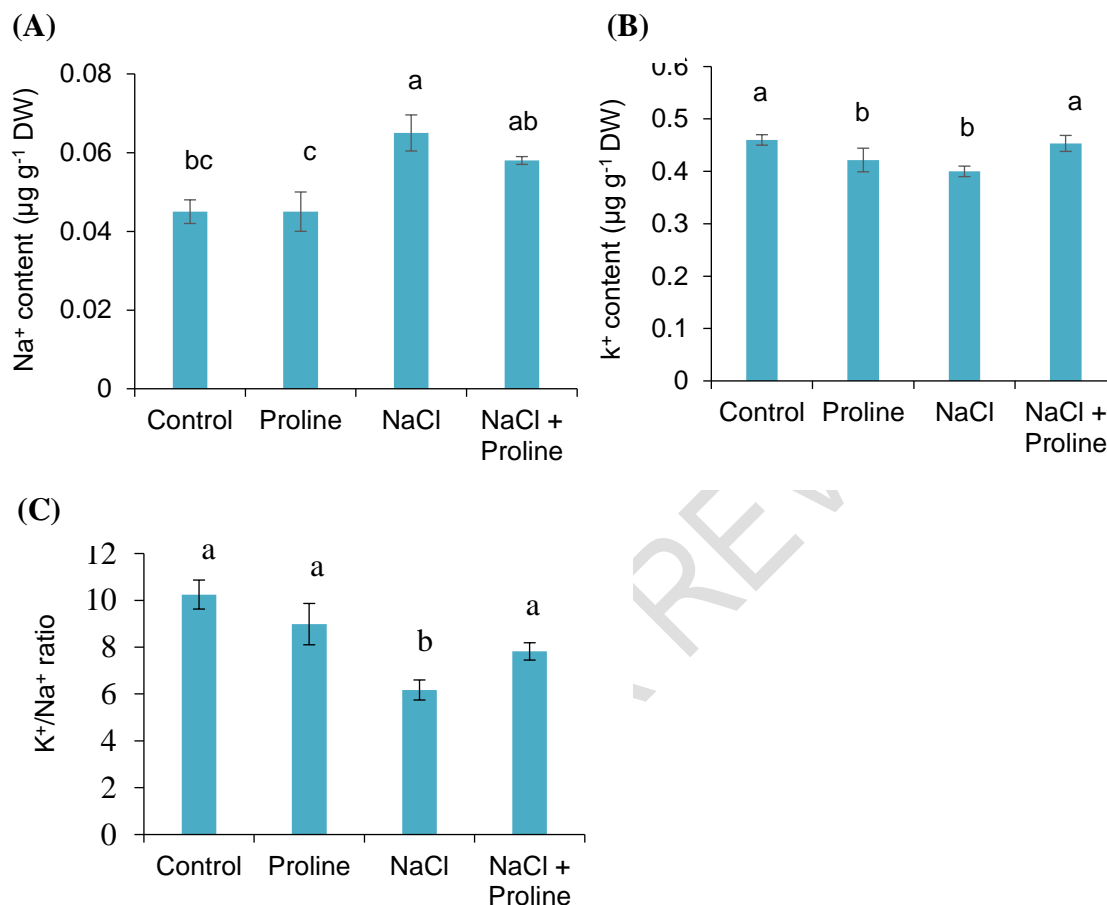 (A)
Na⁺ content (µg g⁻¹ DW)
0.08
0.06
0.04
0.02
0
bc
c
a
ab
Control
Proline
NaCl
NaCl +
Proline
(B)
k⁺ content (µg g⁻¹ DW)
0.6
0.5
0.4
0.3
0.2
0.1
0
a
b
b
a
Control
Proline
NaCl
NaCl +
Proline
(C)
K⁺/Na⁺ ratio
12
10
8
6
4
2
0
a
a
b
a
Control
Proline
NaCl
NaCl +
Proline